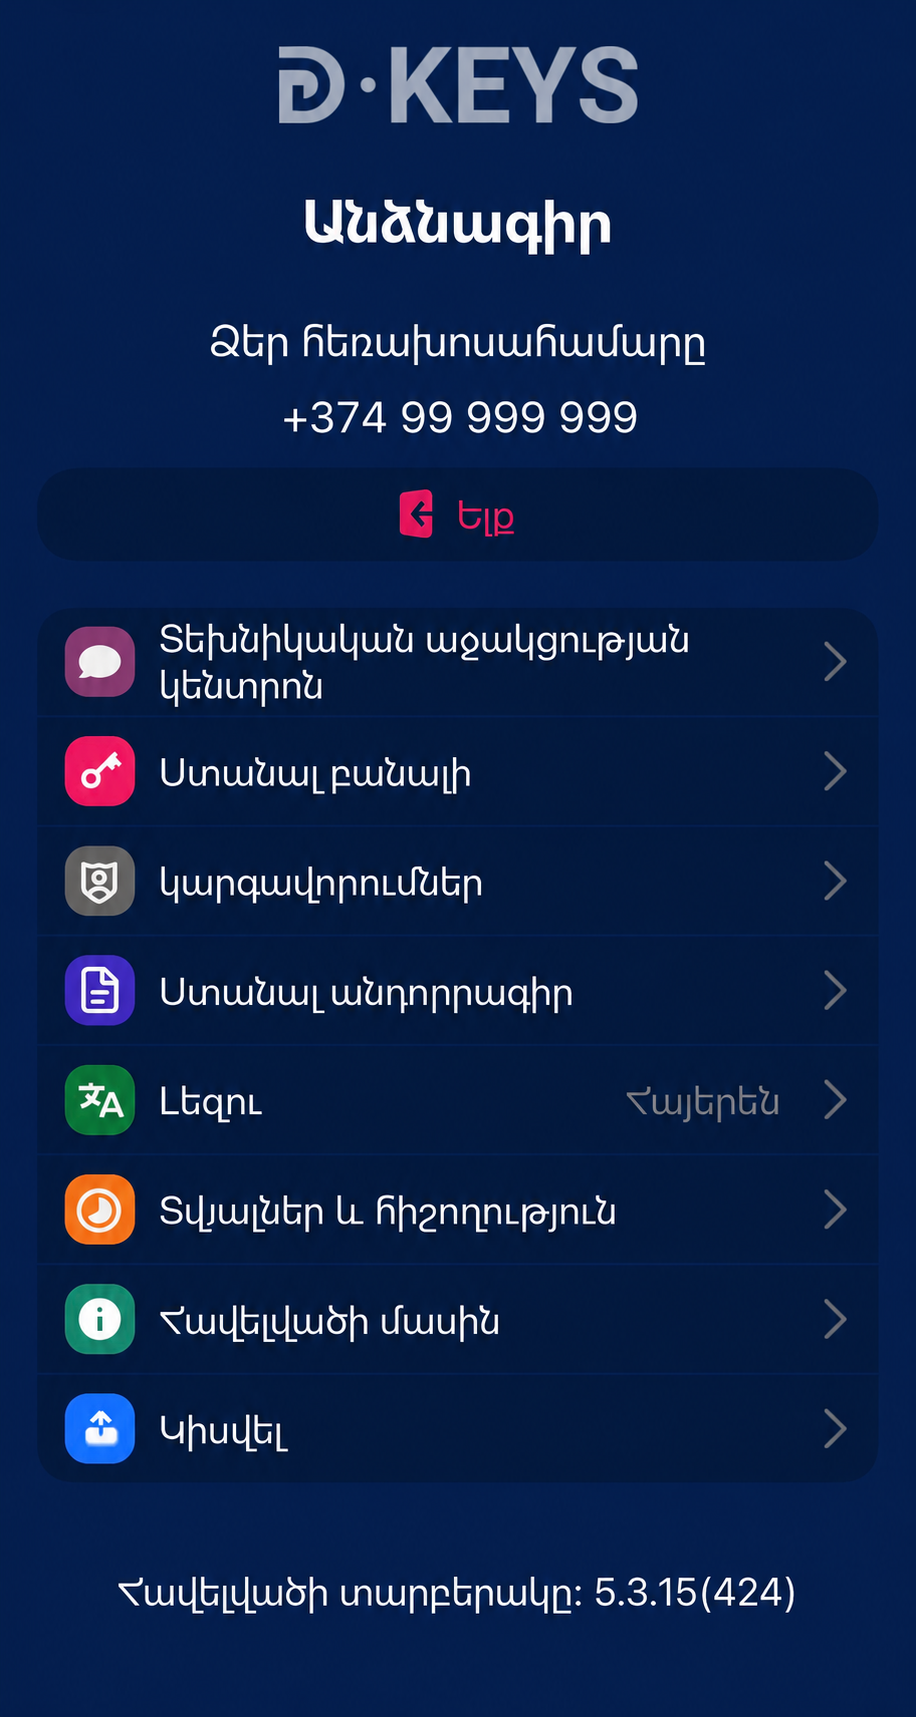 D·KEYS
Անձնագիր
Ձեր հեռախոսահամարը
+374 99 999 999
Ելք
Տեխնիկական աջակցության
կենտրոն
Ստանալ բանալի
կարգավորումներ
Ստանալ անդորրագիր
Լեզու Հայերեն
Տվյալներ և հիշողություն
Հավելվածի մասին
Կիսվել
Հավելվածի տարբերակը: 5.3.15(424)